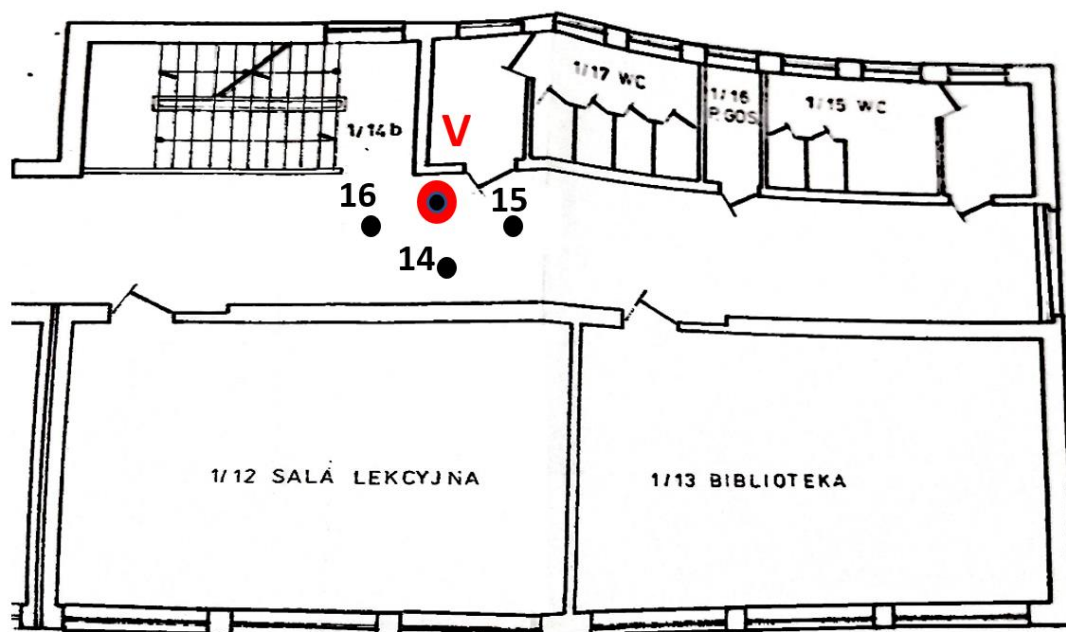 1/17 WC
1/16
P.GOS.
1/15 WC
1/14b
V
16
15
14
1/12 SALA LEKCYJNA
1/13 BIBLIOTEKA